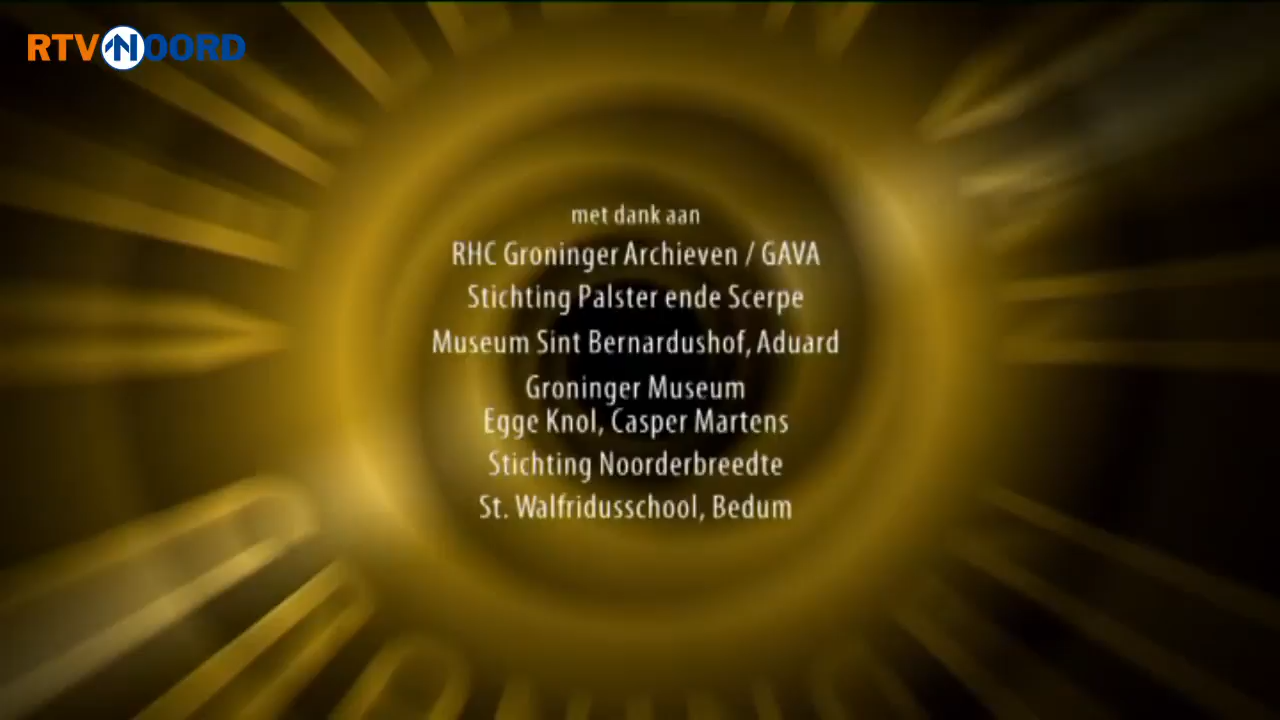 RTV NOORD
met dank aan
RHC Groninger Archieven / GAVA
Stichting Palster ende Scerpe
Museum Sint Bernardushof, Aduard
Groninger Museum
Egge Knol, Casper Martens
Stichting Noorderbreedte
St. Walfridusschool, Bedum